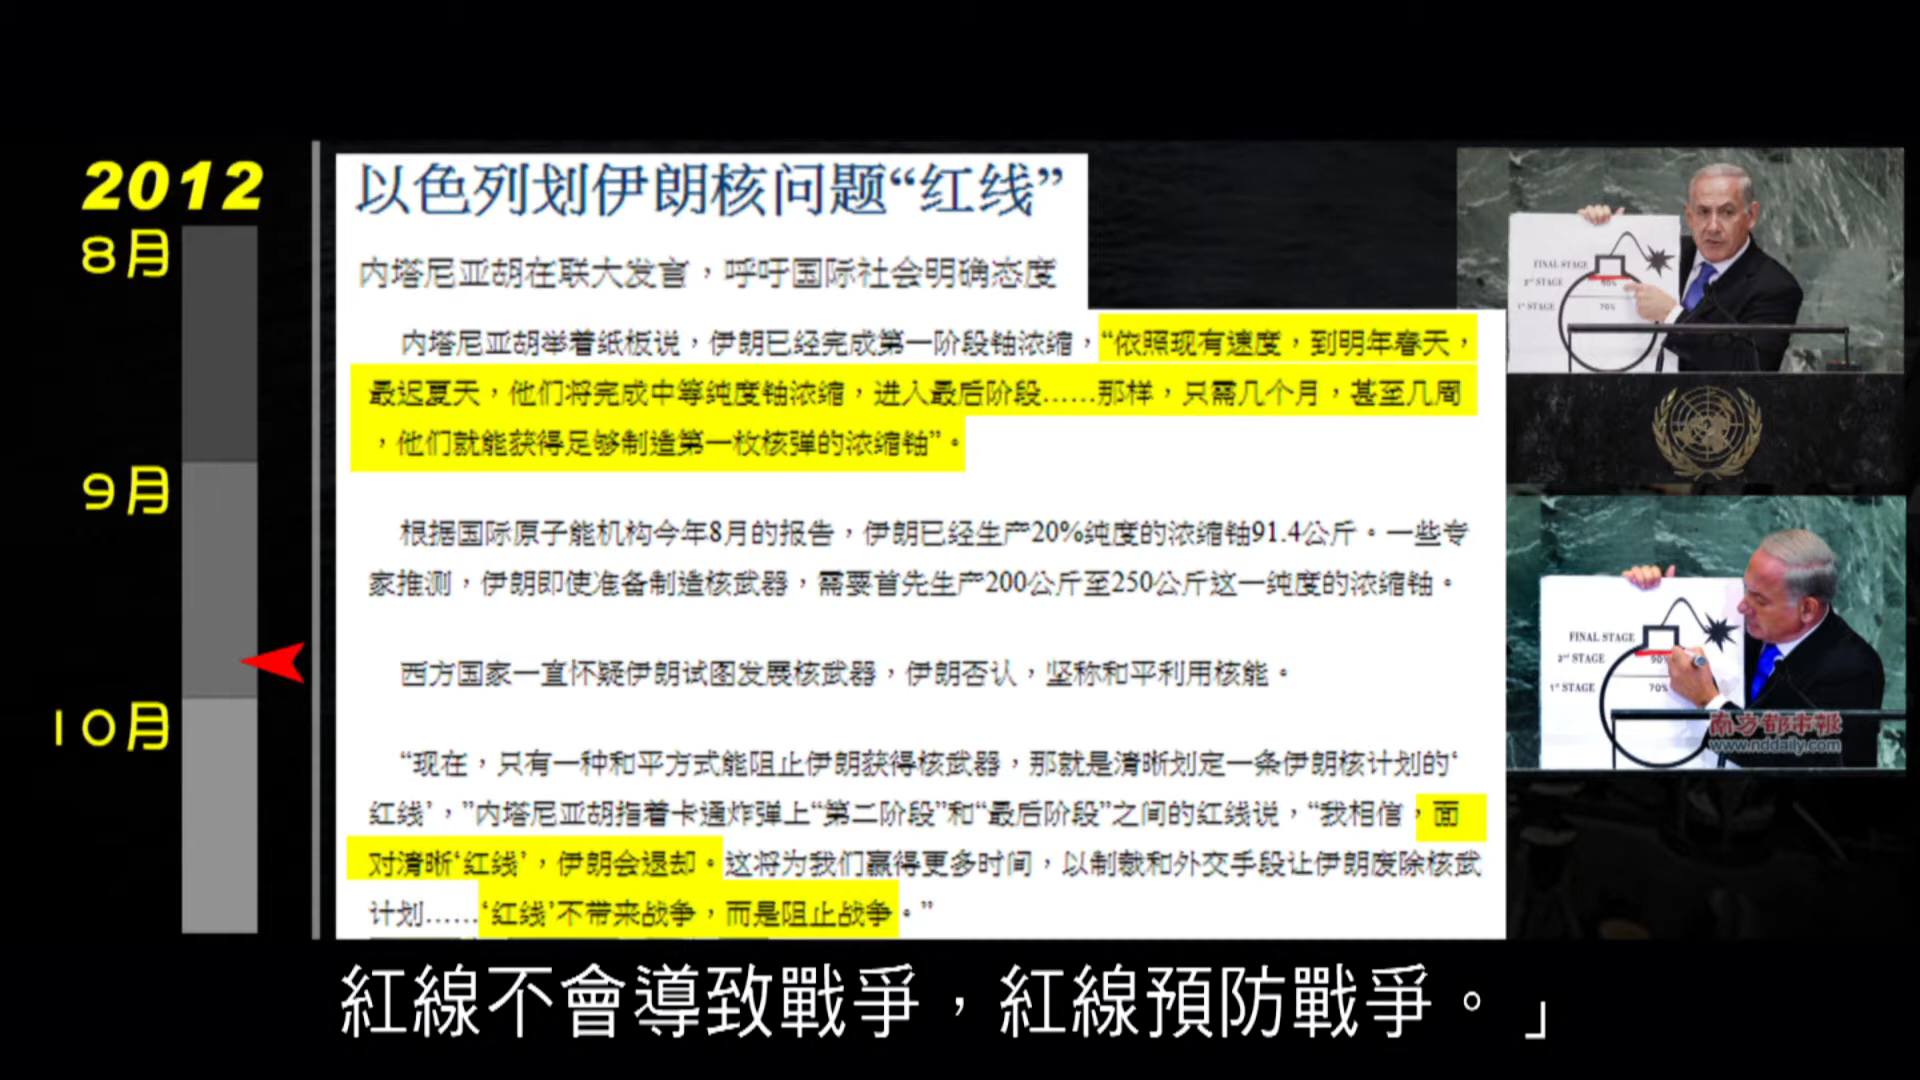 2012
8月
9月
10月
以色列划伊朗核问题“红线”
内塔尼亚胡在联大发言，呼吁国际社会明确态度
内塔尼亚胡举着纸板说，伊朗已经完成第一阶段铀浓缩，“依照现有速度，到明年春天，
最迟夏天，他们将完成中等纯度铀浓缩，进入最后阶段……那样，只需几个月，甚至几周
，他们就能获得足够制造第一枚核弹的浓缩铀”。
根据国际原子能机构今年8月的报告，伊朗已经生产20%纯度的浓缩铀91.4公斤。一些专
家推测，伊朗即使准备制造核武器，需要首先生产200公斤至250公斤这一纯度的浓缩铀。
西方国家一直怀疑伊朗试图发展核武器，伊朗否认，坚称和平利用核能。
“现在，只有一种和平方式能阻止伊朗获得核武器，那就是清晰划定一条伊朗核计划的‘
红线’，”内塔尼亚胡指着卡通炸弹上“第二阶段”和“最后阶段”之间的红线说，“我相信，面
对清晰‘红线’，伊朗会退却。这将为我们赢得更多时间，以制裁和外交手段让伊朗废除核武
计划……‘红线’不带来战争，而是阻止战争。”
FINAL STAGE
2ND STAGE
90%
1ST STAGE
70%
FINAL STAGE
2ND STAGE
90%
1ST STAGE
70%
南方都市报
www.nddaily.com
紅線不會導致戰爭，紅線預防戰爭。」